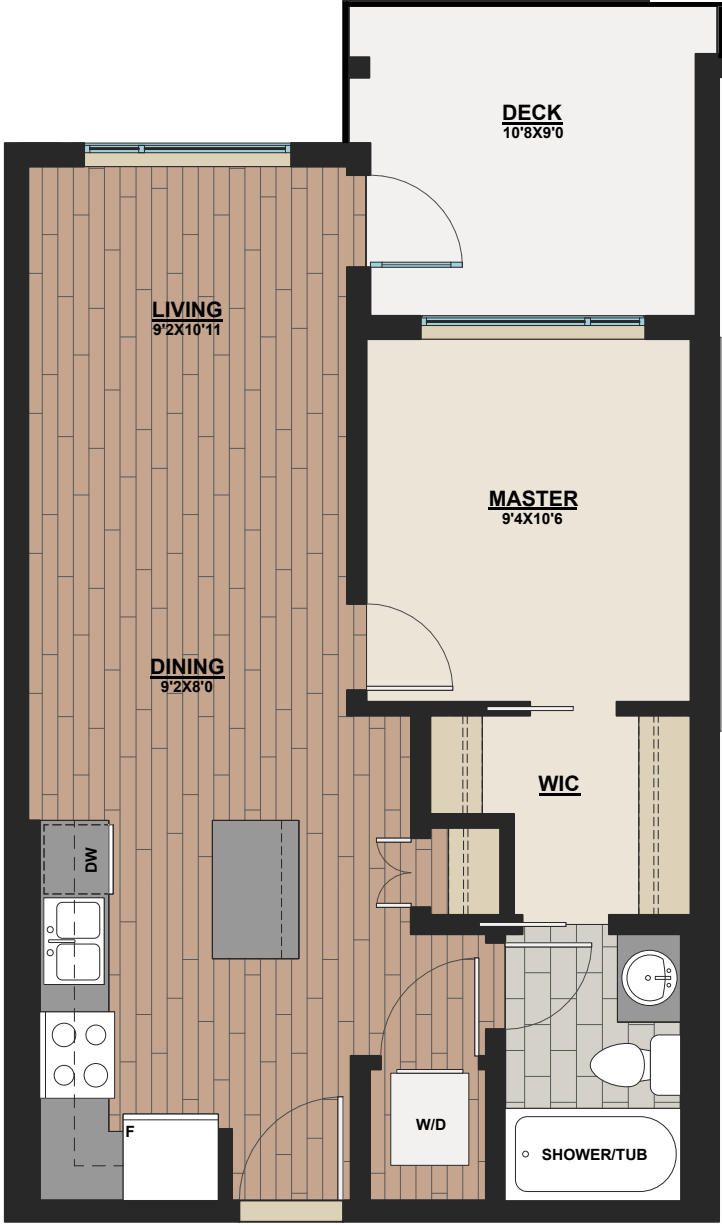 DECK
10'8X9'0
LIVING
9'2X10'11
MASTER
9'4X10'6
DINING
9'2X8'0
WIC
DW
W/D
F
SHOWER/TUB